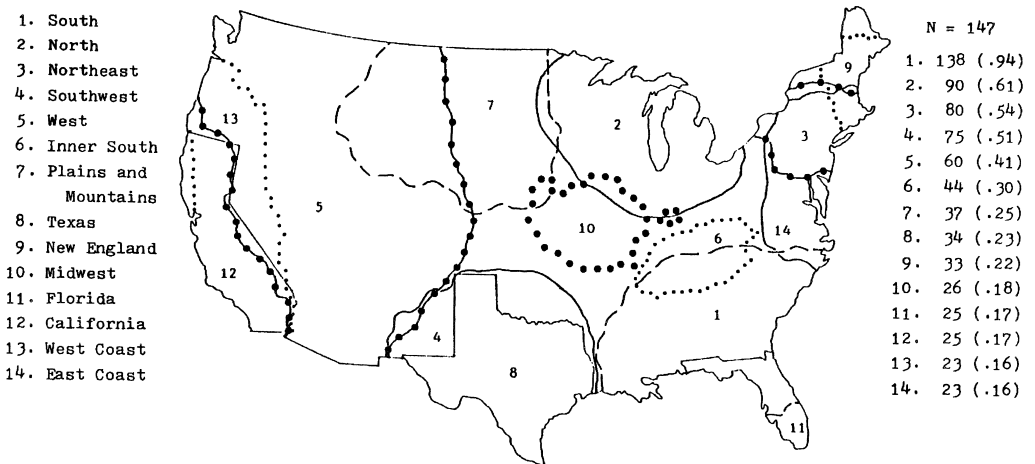 1. South
2. North
3. Northeast
4. Southwest
5. West
6. Inner South
7. Plains and
Mountains
8. Texas
9. New England
10. Midwest
11. Florida
12. California
13. West Coast
14. East Coast
9
13
7
2
3
5
10
6
14
12
1
4
8
11
N = 147
1. 138 (.94)
2. 90 (.61)
3. 80 (.54)
4. 75 (.51)
5. 60 (.41)
6. 44 (.30)
7. 37 (.25)
8. 34 (.23)
9. 33 (.22)
10. 26 (.18)
11. 25 (.17)
12. 25 (.17)
13. 23 (.16)
14. 23 (.16)